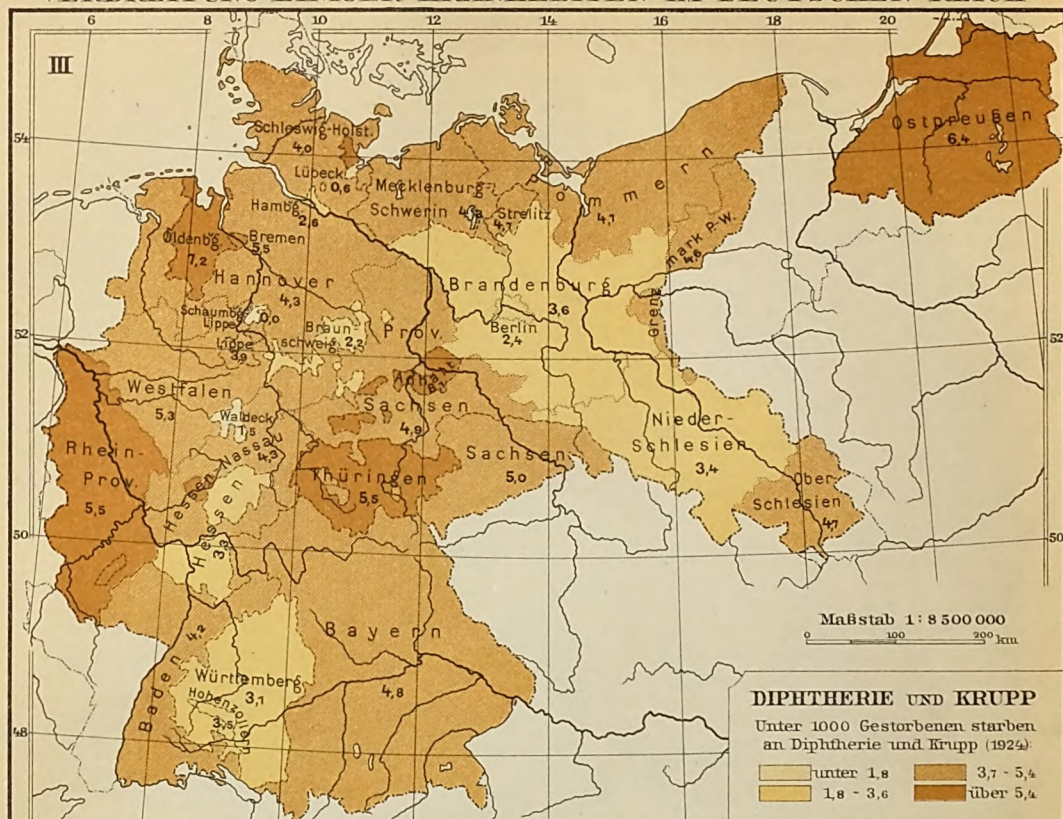 6 8 10 12 14 16 18 20
III
54
54
Schleswig-Holst.
4,0
Lübeck
0,6
Ostpreußen
6,4
Mecklenburg-
Schwerin
Strelitz
4,7
Pommern
4,1
Hambg.
2,6
Oldenbg.
7,2
Bremen
5,5
Hannover
4,3
Grenzmark P-W.
4,6
Brandenburg
3,6
Schaumbg.
Lippe
0,0
Berlin
2,4
52
52
Lippe
3,9
Braun-
schweig
2,2
Prov.
Sachsen
4,9
Westfalen
5,3
Waldeck
1,5
Nieder-
Schlesien
3,4
Rhein-
Prov.
5,5
Hessen-Nassau
4,3
Thüringen
5,5
Sachsen
5,0
Ober-
Schlesien
4,7
Hessen
3,3
50
50
Maßstab 1:8 500 000
0 100 200 km
4,2
Baden
Bayern
4,8
Württemberg
3,1
Hohenzollern
3,5
48
DIPHTHERIE UND KRUPP
Unter 1000 Gestorbenen starben
an Diphtherie und Krupp (1924):
unter 1,8 3,7 - 5,4
1,8 - 3,6 über 5,4